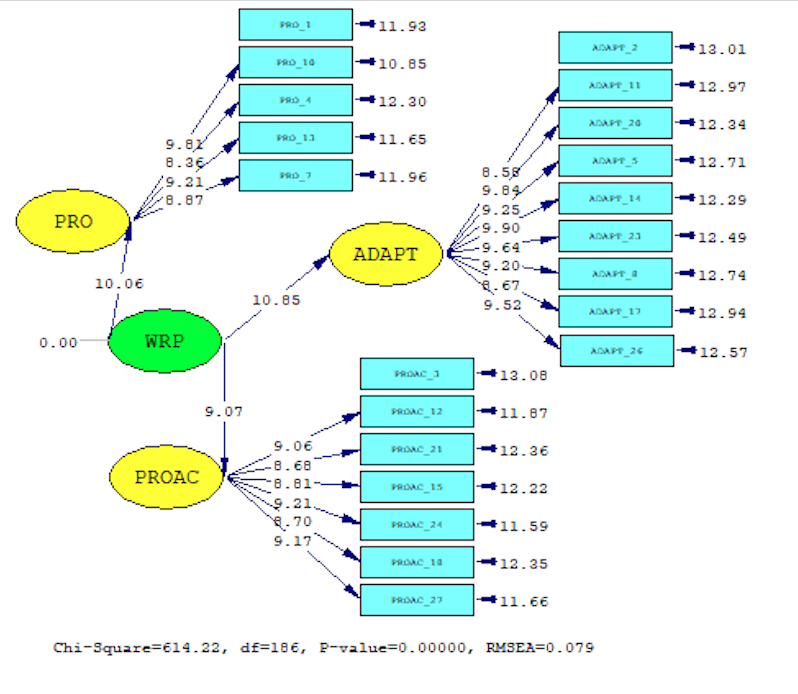 PRO_1 11.93
PRO_10 10.85
PRO_4 12.30
PRO_13 11.65
PRO_7 11.96
9.81
8.36
9.21
8.87
PRO
10.06
0.00
WRP
10.85
9.07
ADAPT
ADAPT_2 13.01
ADAPT_11 12.97
ADAPT_20 12.34
ADAPT_5 12.71
ADAPT_14 12.29
ADAPT_23 12.49
ADAPT_8 12.74
ADAPT_17 12.94
ADAPT_26 12.57
8.58
9.84
9.25
9.90
9.64
9.20
8.67
9.52
PROAC
PROAC_3 13.08
PROAC_12 11.87
PROAC_21 12.36
PROAC_15 12.22
PROAC_24 11.59
PROAC_18 12.35
PROAC_27 11.66
9.06
8.68
8.81
9.21
8.70
9.17
Chi-Square=614.22, df=186, P-value=0.00000, RMSEA=0.079